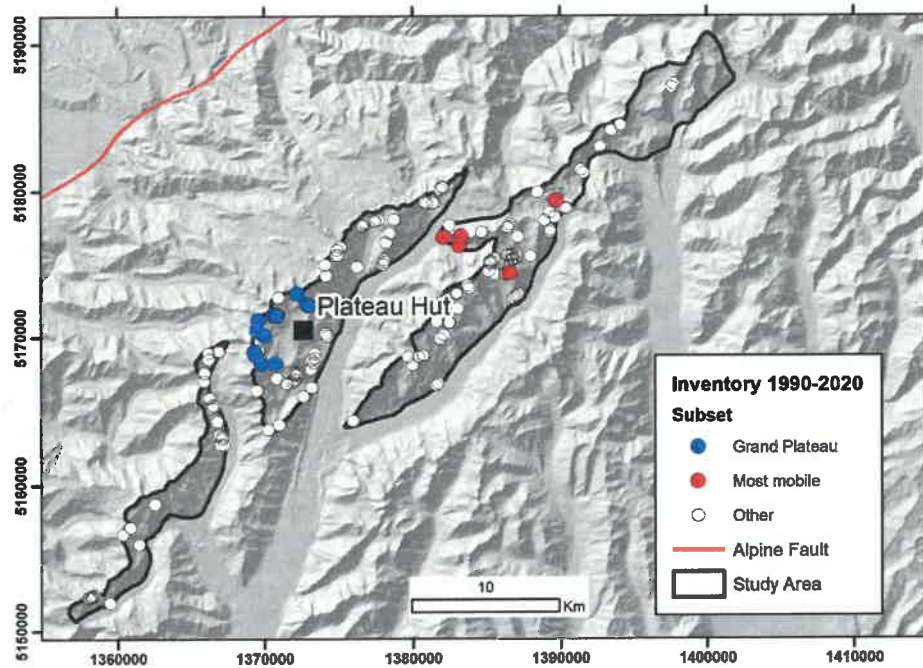 5190000
5180000
5170000
5160000
5150000
Plateau Hut
Inventory 1990-2020
Subset
Grand Plateau
Most mobile
Other
Alpine Fault
Study Area
10
Km
1360000 1370000 1380000 1390000 1400000 1410000